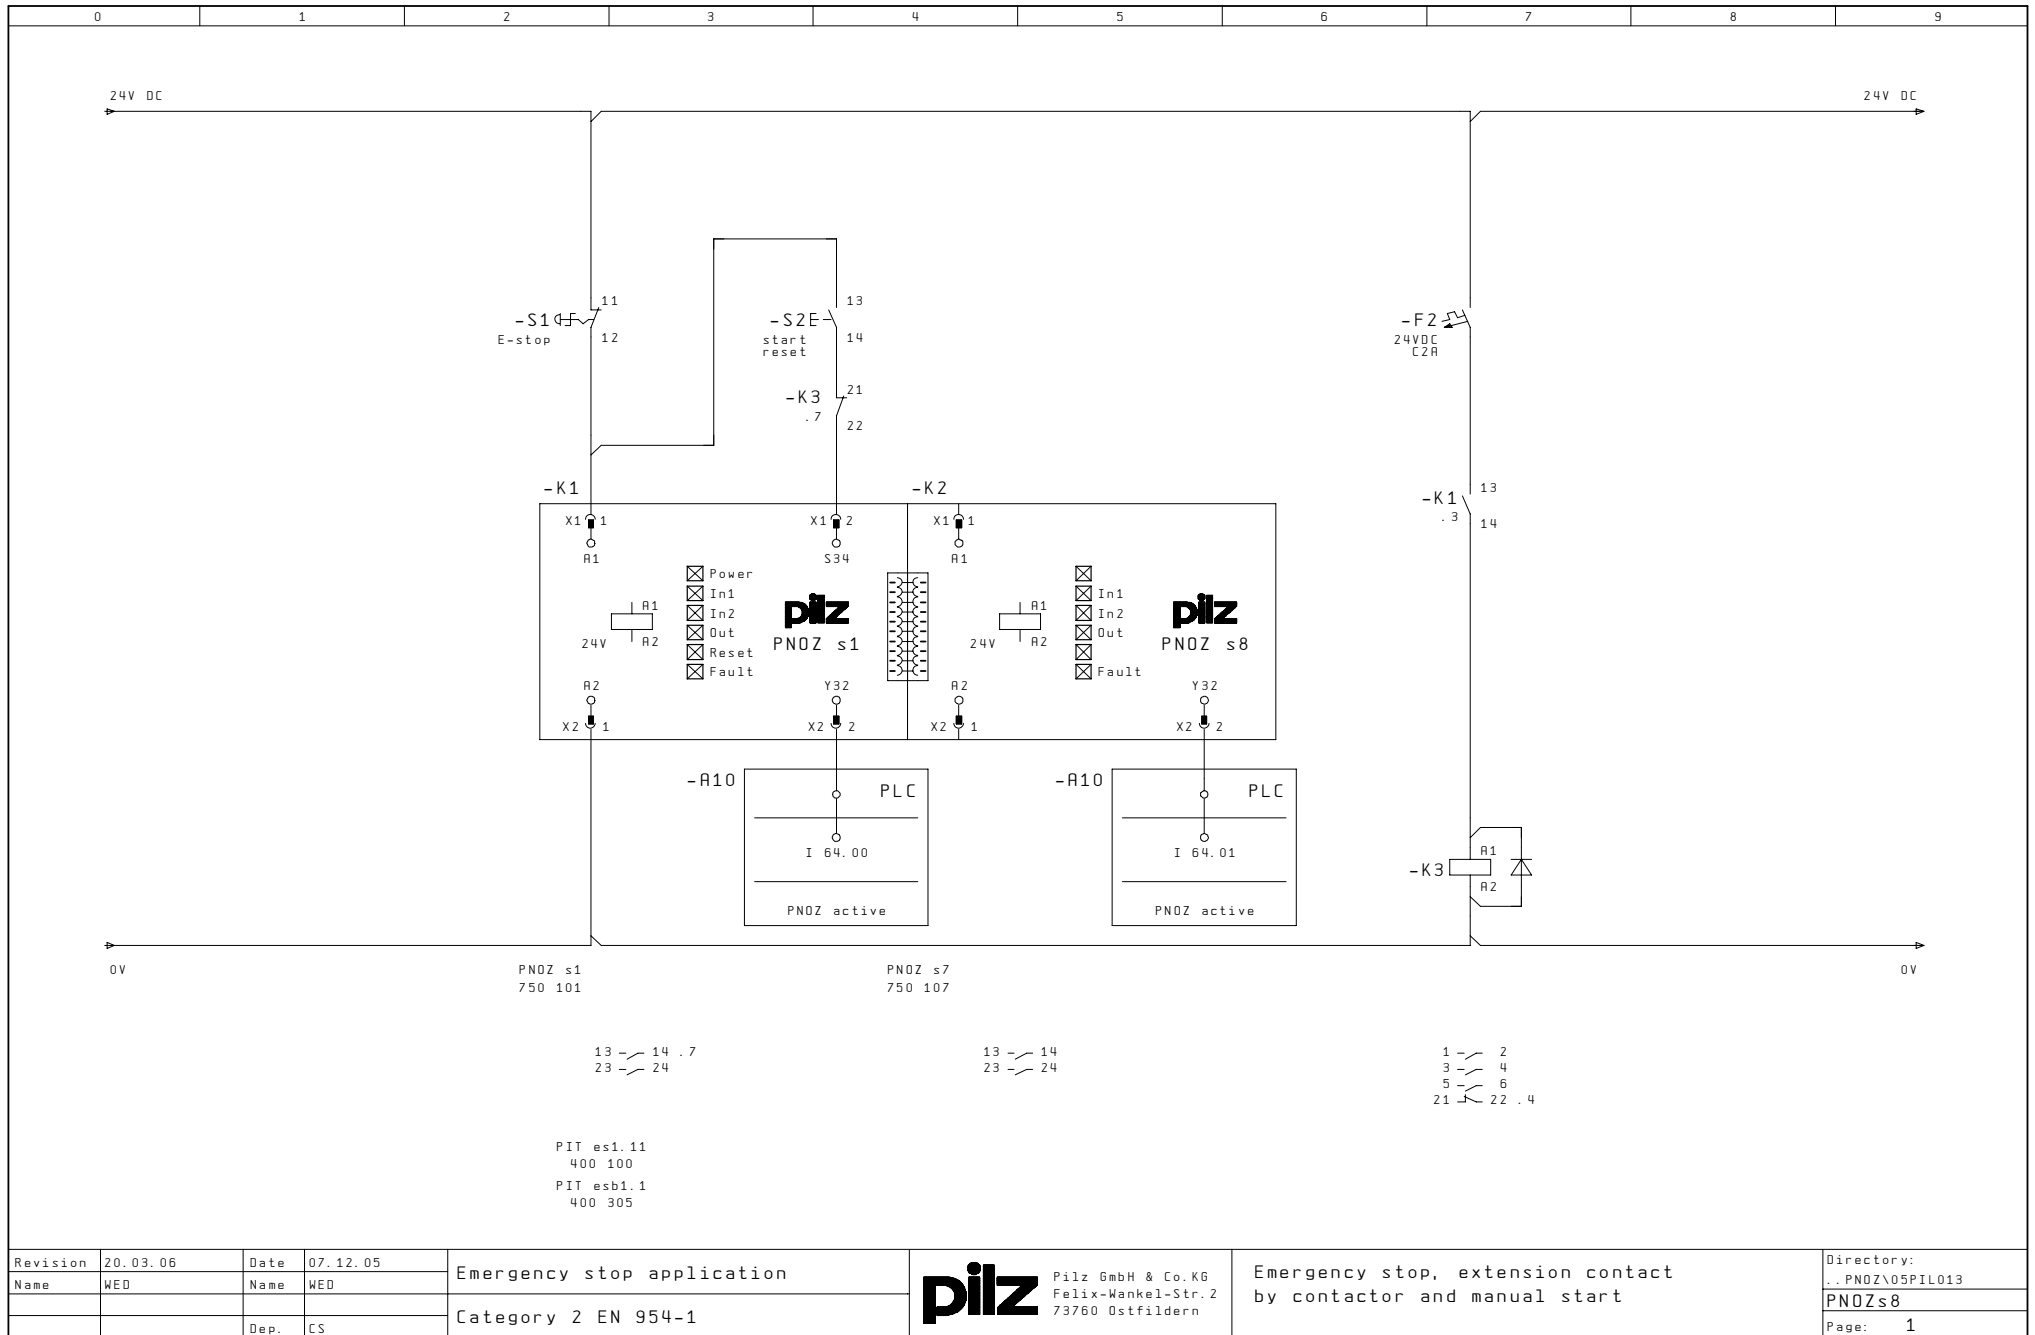 0 1 2 3 4 5 6 7 8 9
24V DC 24V DC
11
-S1
E-stop
12
13
-S2
start
reset
14
21
-K3
.7
22
-F2
24VDC
C2A
13
-K1
.3
14
-K1
-K2
X1 1
X1 2
X1 1
A1
S34
A1
Power
In1
In2
Out
Reset
Fault
A1
A2
24V
pilz
PNOZ s1
A1
A2
24V
In1
In2
Out
Fault
pilz
PNOZ s8
A2
Y32
A2
Y32
X2 1
X2 2
X2 1
X2 2
-A10
PLC
I 64.00
PNOZ active
-A10
PLC
I 64.01
PNOZ active
-K3
A1
A2
0V 0V
PNOZ s1
750 101
PNOZ s7
750 107
13 14 .7
23 24
13 14
23 24
1 2
3 4
5 6
21 22 .4
PIT es1.11
400 100
PIT esb1.1
400 305
Revision 20.03.06 Date 07.12.05
Name WED Name WED
Dep. CS
Emergency stop application
Category 2 EN 954-1
pilz
Pilz GmbH & Co.KG
Felix-Wankel-Str.2
73760 Ostfildern
Emergency stop, extension contact
by contactor and manual start
Directory:
..PNOZ\05PIL013
PNOZs8
Page: 1